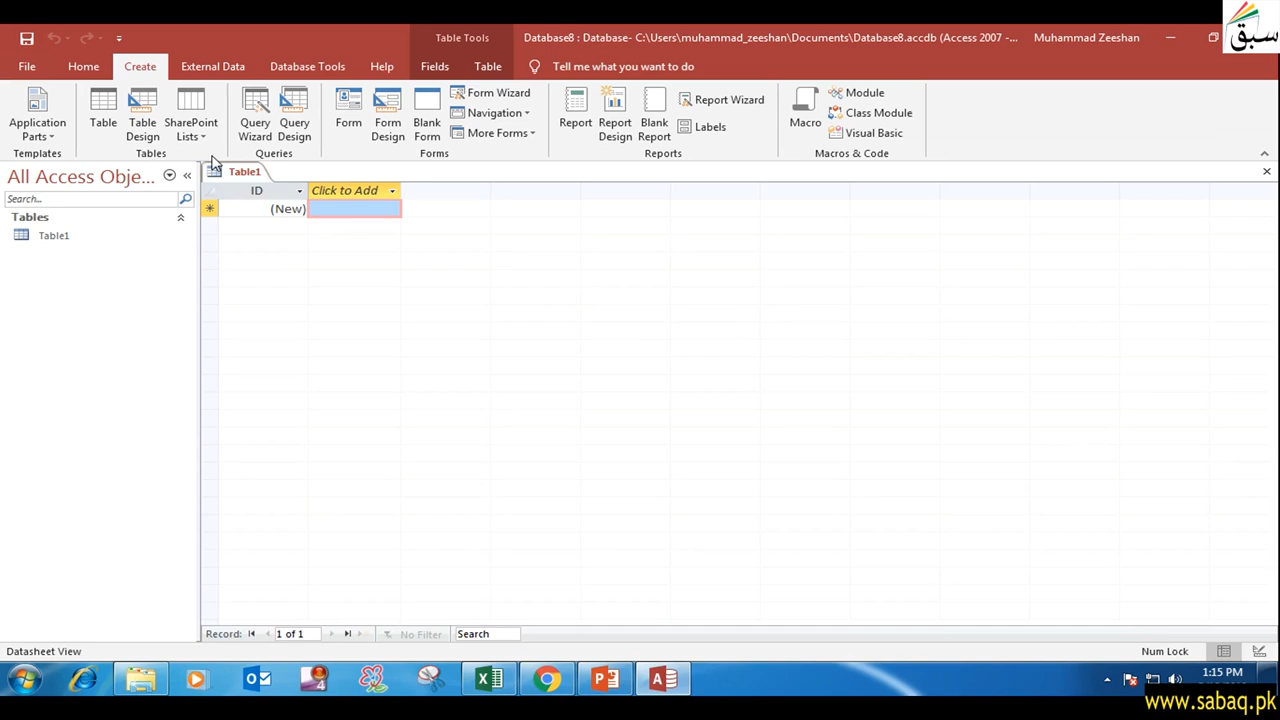 سبق
Table Tools
Database8 : Database- C:\Users\muhammad_zeeshan\Documents\Database8.accdb (Access 2007 -...
Muhammad Zeeshan
File Home Create External Data Database Tools Help Fields Table Tell me what you want to do
Application Parts
Templates
Table
Table Design
SharePoint Lists
Tables
Query Wizard
Query Design
Queries
Form
Form Design
Blank Form
Form Wizard
Navigation
More Forms
Forms
Report
Report Design
Blank Report
Report Wizard
Labels
Reports
Macro
Module
Class Module
Visual Basic
Macros & Code
All Access Obje...
Search...
Tables
Table1
Table1
ID Click to Add
(New)
Record: 1 of 1 No Filter Search
Datasheet View
Num Lock
1:15 PM
www.sabaq.pk